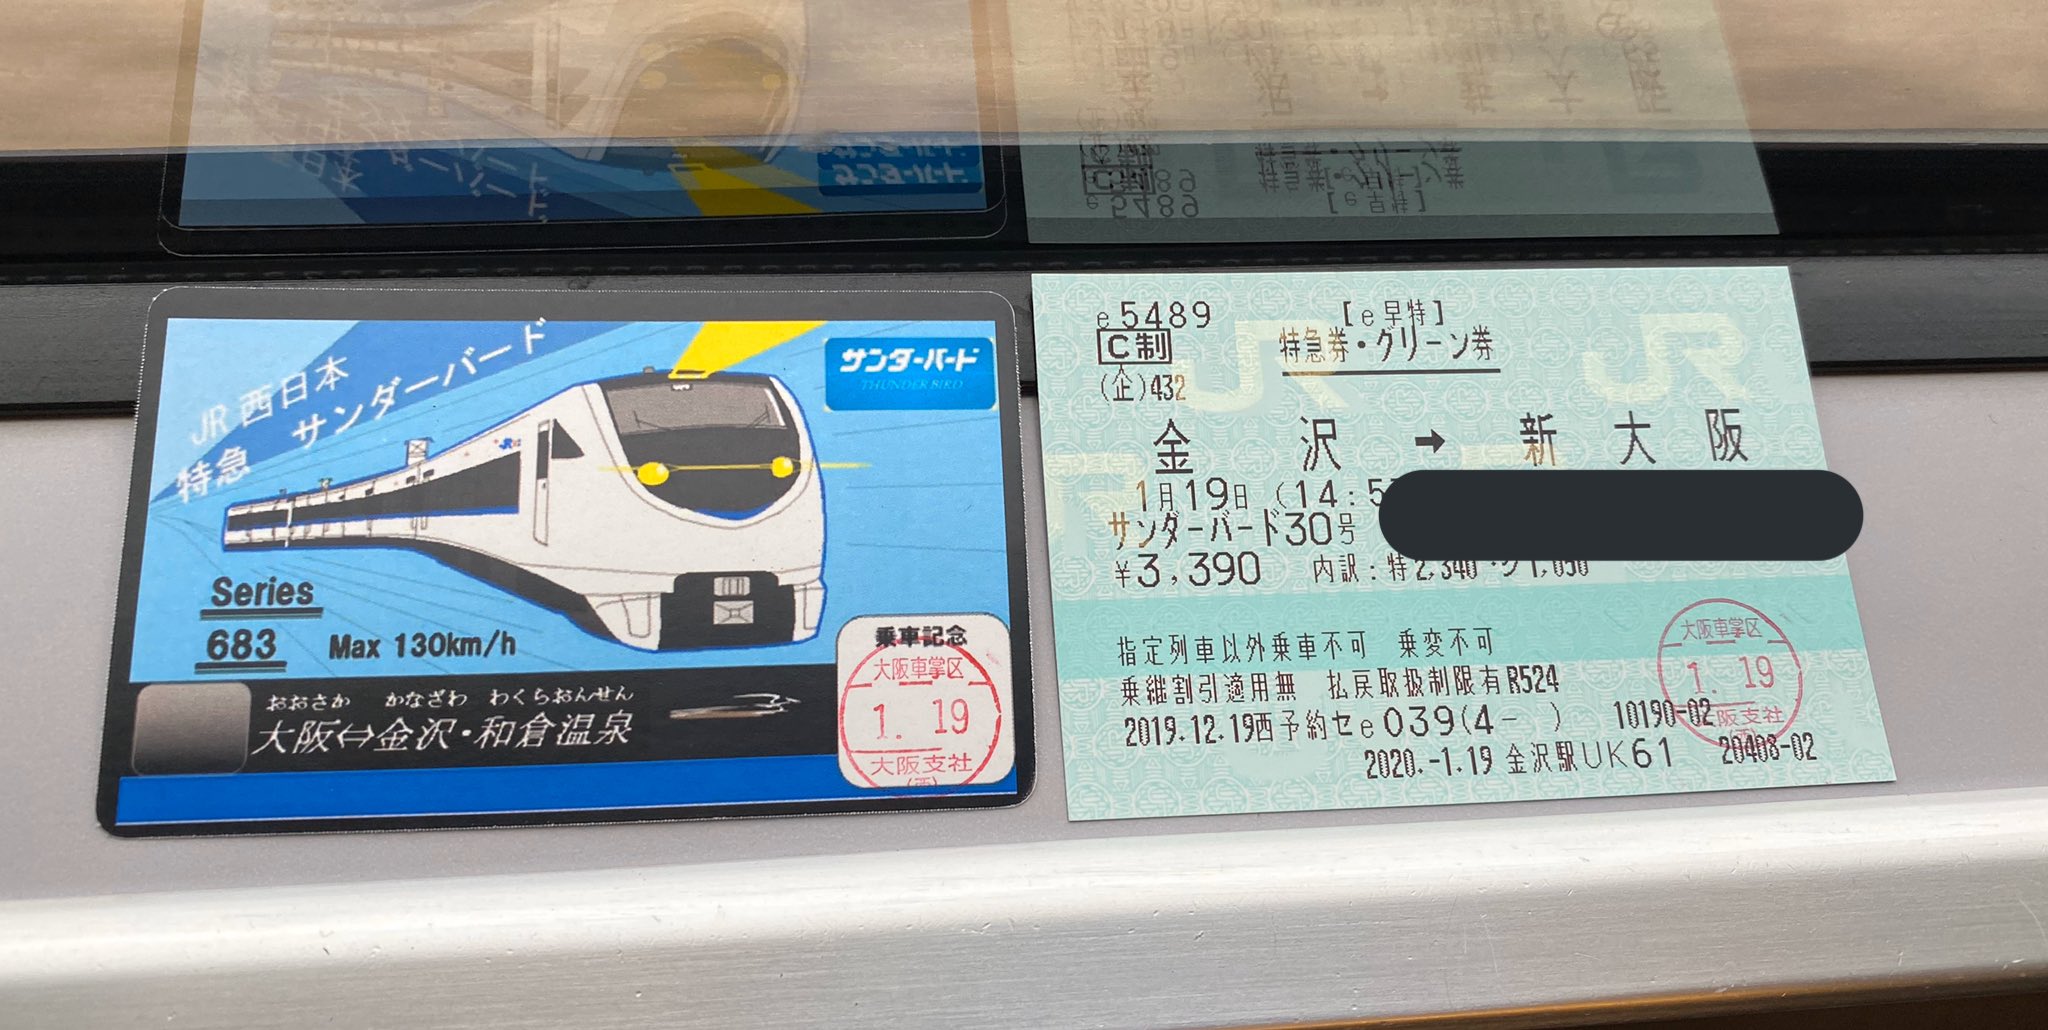 JR 西日本
特急 サンダーバード
サンダーバード
THUNDER BIRD
Series
683 Max 130km/h
おおさか かなざわ わくらおんせん
大阪⇔金沢・和倉温泉
乗車記念
大阪車掌区
1. 19
大阪支社
(西)
e5489 【e早特】
C制 特急券・グリーン券
(企)432
金沢 → 新大阪
1月19日 (14:5
サンダーバード30号
¥3,390 内訳:特2,340・グ1,050
指定列車以外乗車不可 乗変不可
乗継割引適用無 払戻取扱制限有R524
2019.12.19西予約セe039(4- ) 10190-02
2020.-1.19 金沢駅UK61 20408-02
大阪車掌区
1. 19
阪支社
JR JR